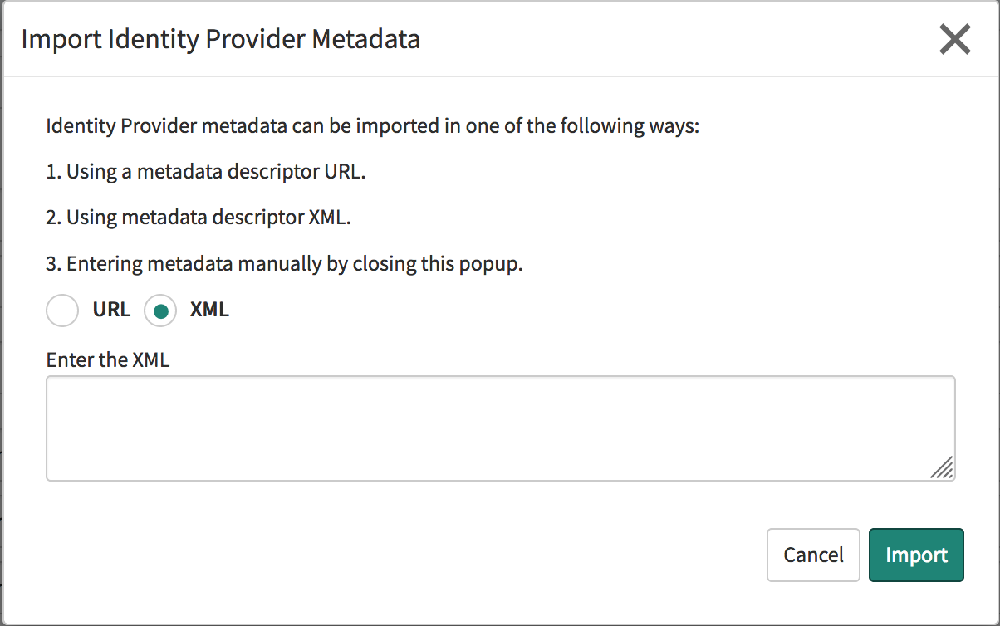 Import Identity Provider Metadata
Identity Provider metadata can be imported in one of the following ways:
1. Using a metadata descriptor URL.
2. Using metadata descriptor XML.
3. Entering metadata manually by closing this popup.
URL XML
Enter the XML
Cancel Import